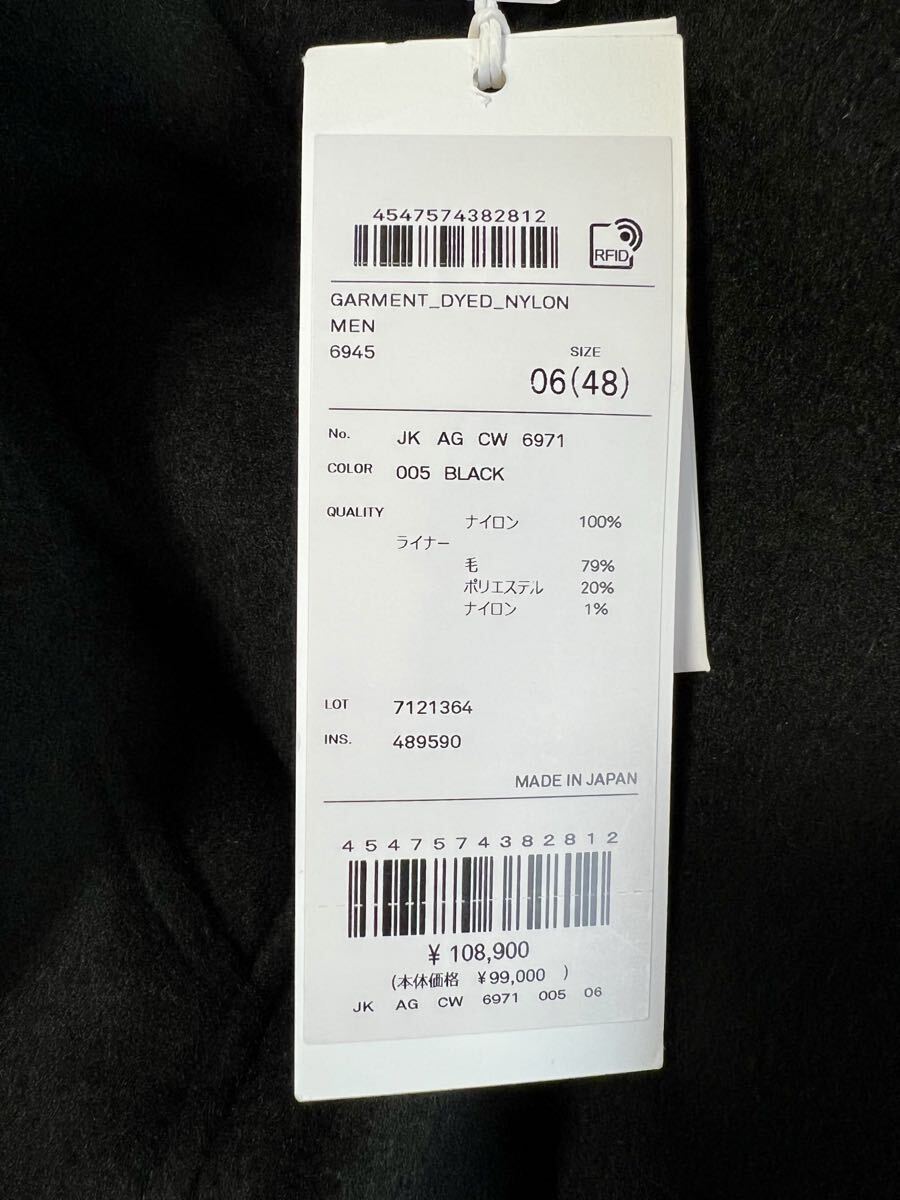 4547574382812
RFID
GARMENT_DYED_NYLON
MEN
6945
SIZE
06(48)
No. JK AG CW 6971
COLOR 005 BLACK
QUALITY
ナイロン 100%
ライナー
毛 79%
ポリエステル 20%
ナイロン 1%
LOT 7121364
INS. 489590
MADE IN JAPAN
4547574382812
¥ 108,900
(本体価格 ¥99,000 )
JK AG CW 6971 005 06